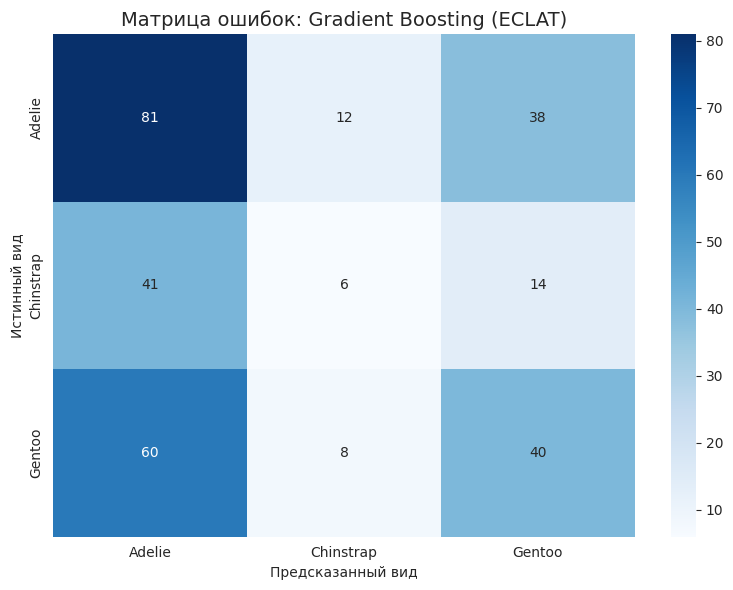 Матрица ошибок: Gradient Boosting (ECLAT)
Истинный вид
Adelie
81
12
38
Chinstrap
41
6
14
Gentoo
60
8
40
Adelie
Chinstrap
Gentoo
Предсказанный вид
80
70
60
50
40
30
20
10